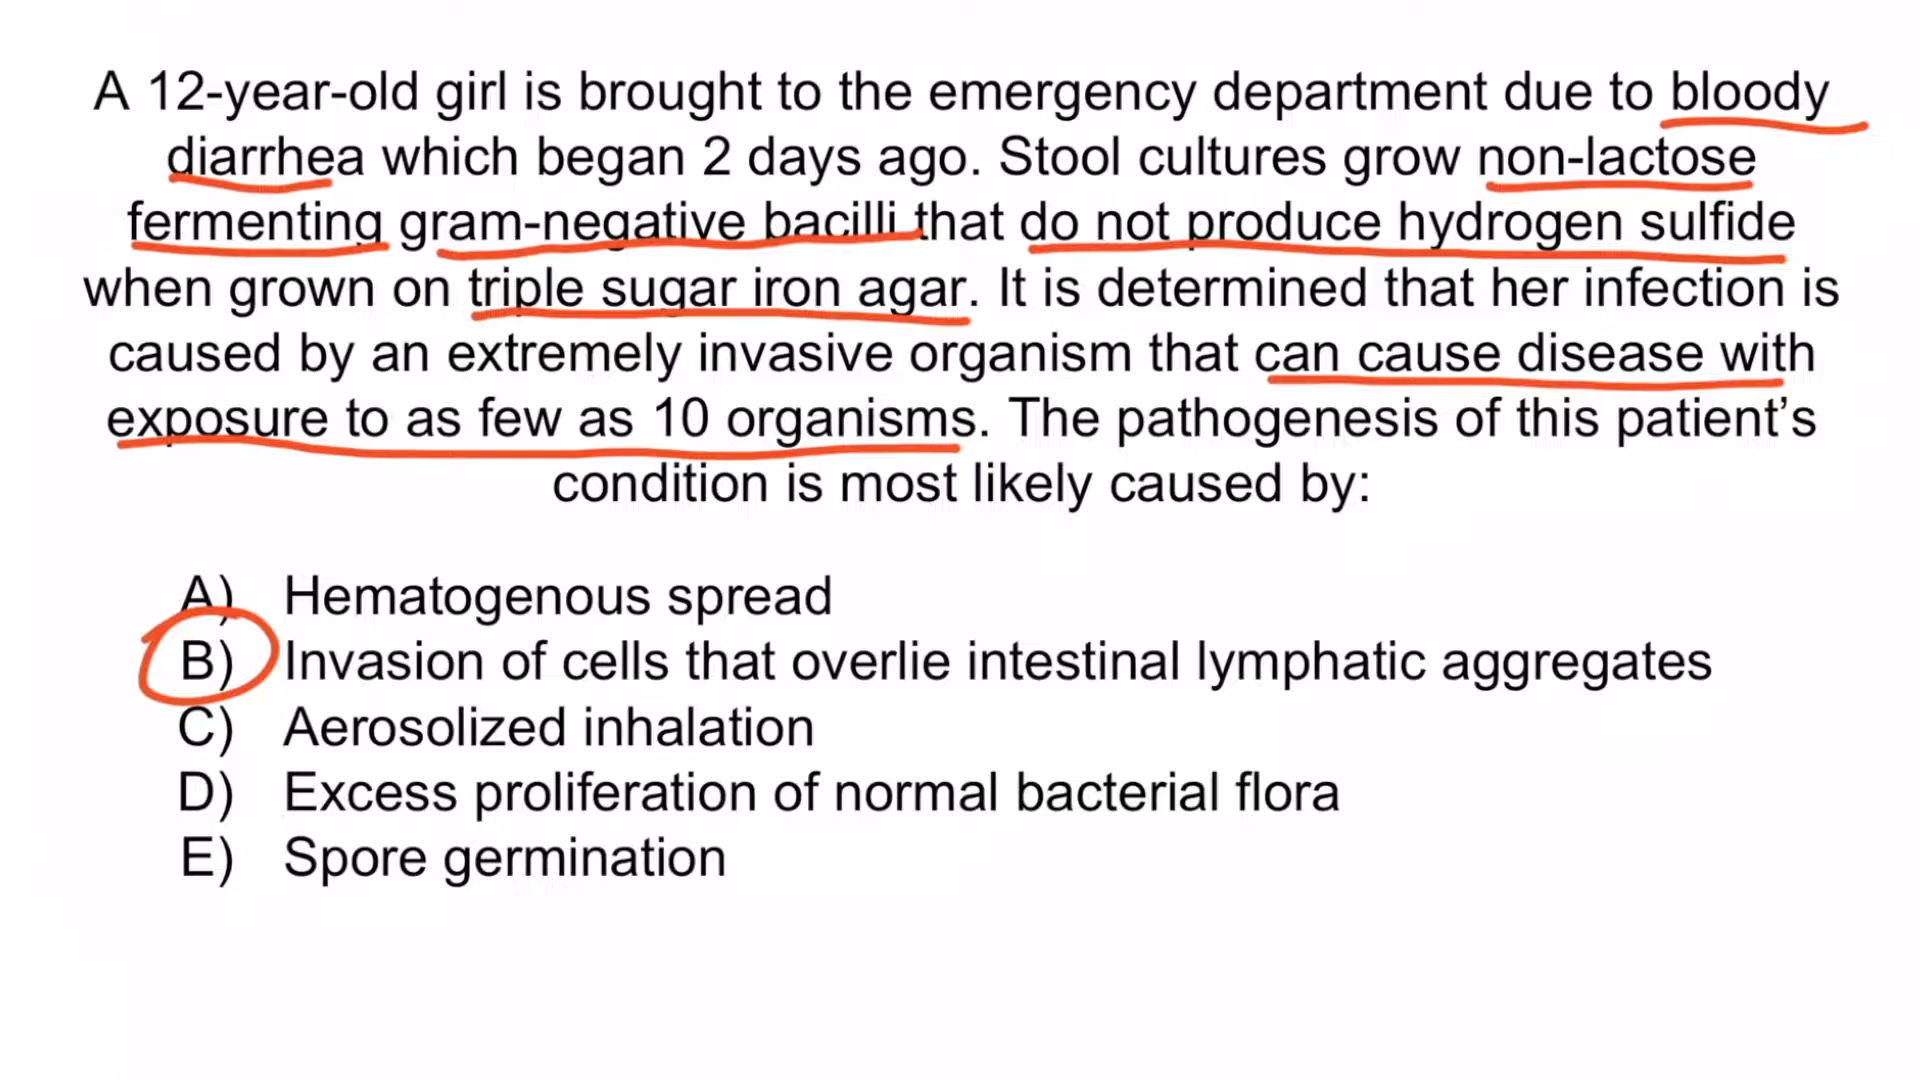 A 12-year-old girl is brought to the emergency department due to bloody
diarrhea which began 2 days ago. Stool cultures grow non-lactose
fermenting gram-negative bacilli that do not produce hydrogen sulfide
when grown on triple sugar iron agar. It is determined that her infection is
caused by an extremely invasive organism that can cause disease with
exposure to as few as 10 organisms. The pathogenesis of this patient’s
condition is most likely caused by:
A) Hematogenous spread
B) Invasion of cells that overlie intestinal lymphatic aggregates
C) Aerosolized inhalation
D) Excess proliferation of normal bacterial flora
E) Spore germination